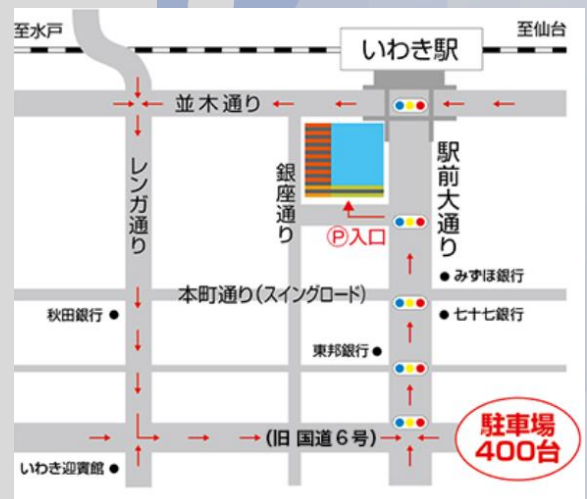 至水戸
至仙台
いわき駅
並木通り
レンガ通り
銀座通り
駅前大通り
Ⓟ入口
みずほ銀行
本町通り(スイングロード)
秋田銀行
七十七銀行
東邦銀行
(旧 国道6号)
駐車場
400台
いわき迎賓館